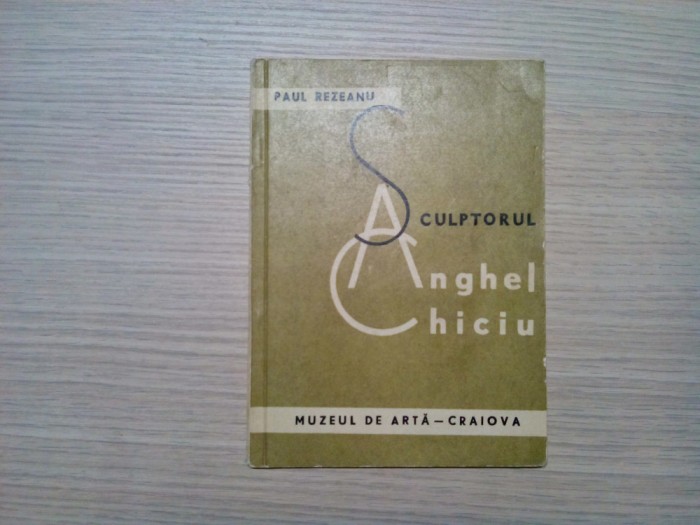 PAUL REZEANU
SCULPTORUL
Anghel
Chiciu
MUZEUL DE ARTĂ — CRAIOVA